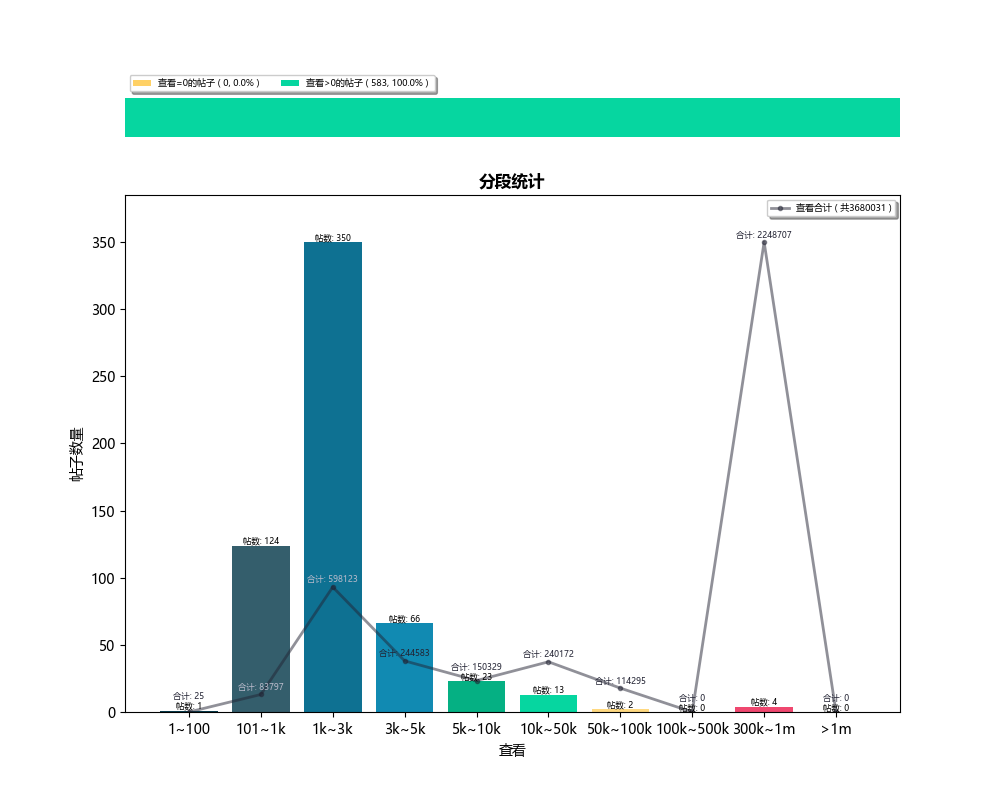 查看=0的帖子 ( 0, 0.0% )
查看>0的帖子 ( 583, 100.0% )
分段统计
查看合计 ( 共3680031 )
帖子数量
350
300
250
200
150
100
50
0
合计: 25
帖数: 1
帖数: 124
合计: 83797
帖数: 350
合计: 598123
帖数: 66
合计: 244583
合计: 150329
帖数: 23
合计: 240172
帖数: 13
合计: 114295
帖数: 2
合计: 0
帖数: 0
合计: 2248707
帖数: 4
合计: 0
帖数: 0
1~100
101~1k
1k~3k
3k~5k
5k~10k
10k~50k
50k~100k
100k~500k
300k~1m
>1m
查看